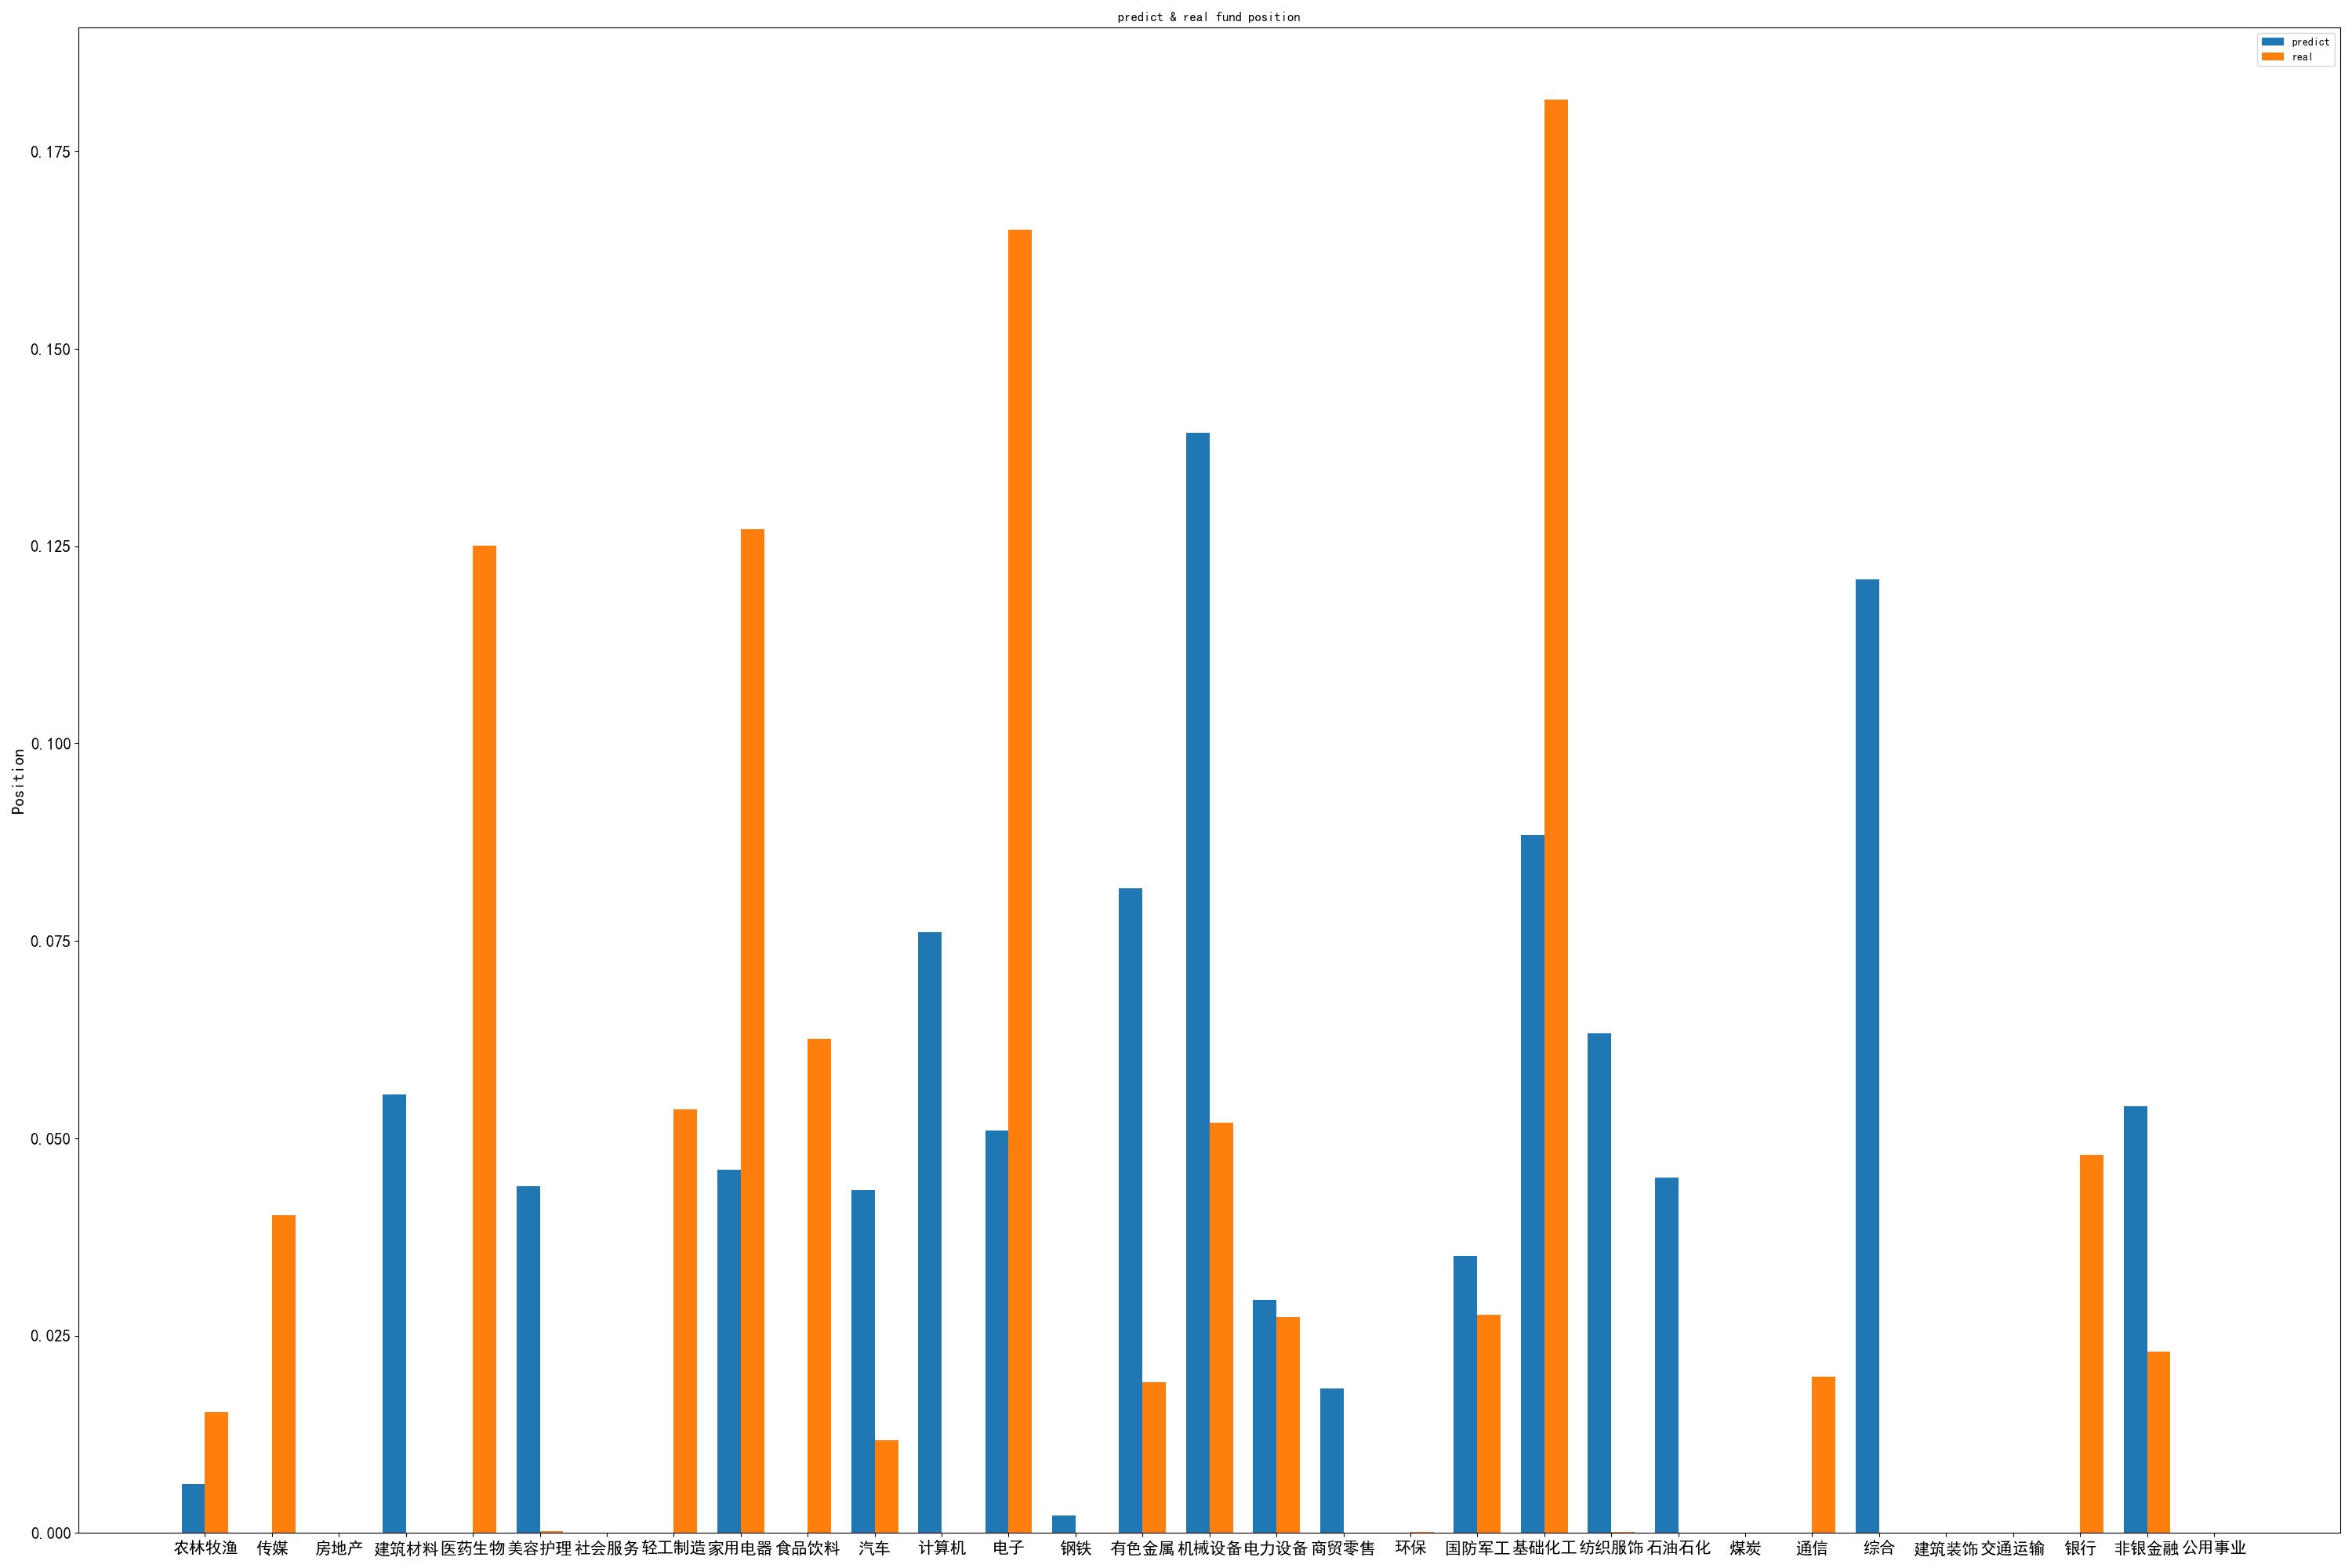 predict & real fund position
predict
real
Position
0.175
0.150
0.125
0.100
0.075
0.050
0.025
0.000
农林牧渔 传媒 房地产 建筑材料 医药生物 美容护理 社会服务 轻工制造 家用电器 食品饮料 汽车 计算机 电子 钢铁 有色金属 机械设备 电力设备 商贸零售 环保 国防军工 基础化工 纺织服饰 石油石化 煤炭 通信 综合 建筑装饰 交通运输 银行 非银金融 公用事业